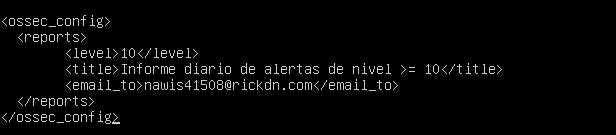 <ossec_config>
<reports>
<level>10</level>
<title>Informe diario de alertas de nivel >= 10</title>
<email_to>nawis41508@rickdn.com</email_to>
</reports>
</ossec_config>